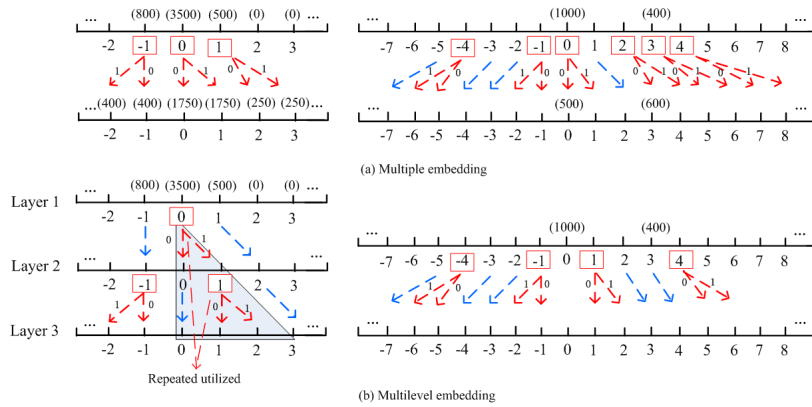 ... (800) (3500) (500) (0) (0) ...
-2 -1 0 1 2 3
1 0 0 1 0 1
...(400) (400) (1750) (1750) (250) (250)...
-2 -1 0 1 2 3
... (1000) (400) ...
-7 -6 -5 -4 -3 -2 -1 0 1 2 3 4 5 6 7 8
1 0 1 0 0 1 0 1 0 1 0 1
... (500) (600) ...
-7 -6 -5 -4 -3 -2 -1 0 1 2 3 4 5 6 7 8
(a) Multiple embedding
... (800) (3500) (500) (0) (0) ...
Layer 1
-2 -1 0 1 2 3
0 1
Layer 2
-2 -1 0 1 2 3
1 0 0 1
... ...
Layer 3
-2 -1 0 1 2 3
Repeated utilized
... (1000) (400) ...
-7 -6 -5 -4 -3 -2 -1 0 1 2 3 4 5 6 7 8
1 0 1 0 0 1 0 1
... ...
-7 -6 -5 -4 -3 -2 -1 0 1 2 3 4 5 6 7 8
(b) Multilevel embedding